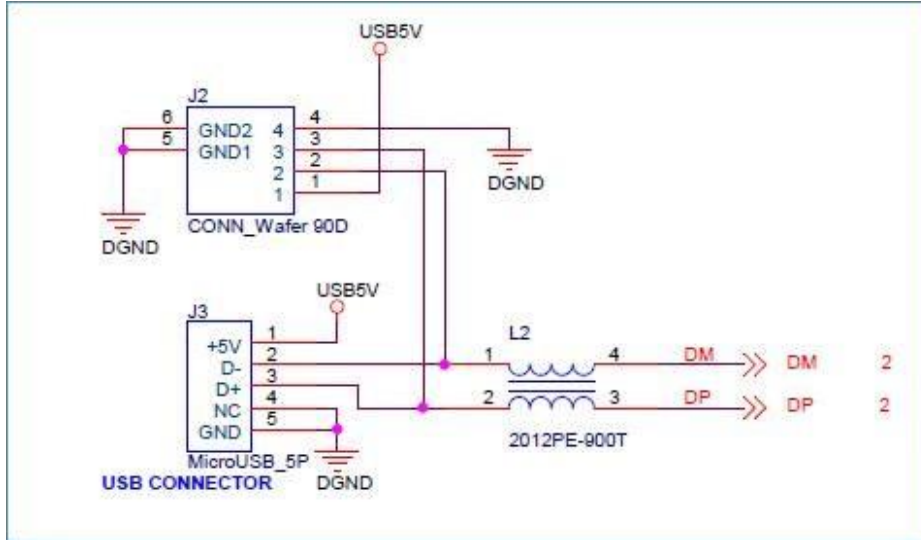 USB5V
J2
6 GND2 4 4
5 GND1 3 3
2 2
1 1
CONN_Wafer 90D
DGND
DGND
USB5V
J3
+5V 1
D- 2
D+ 3
NC 4
GND 5
MicroUSB_5P
USB CONNECTOR
DGND
L2
1 4 DM DM 2
2 3 DP DP 2
2012PE-900T